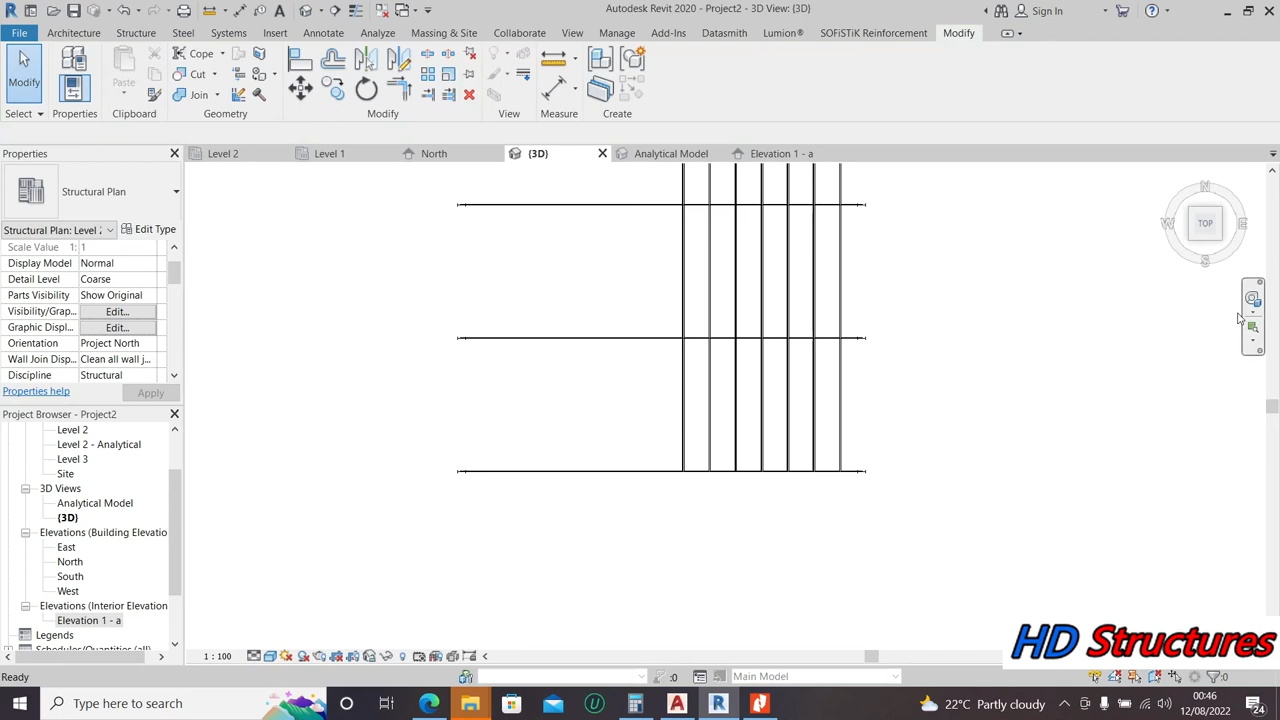 Autodesk Revit 2020 - Project2 - 3D View: {3D}
Sign In
File Architecture Structure Steel Systems Insert Annotate Analyze Massing & Site Collaborate View Manage Add-Ins Datasmith Lumion® SOFiSTiK Reinforcement Modify
Modify Paste Cope Cut Join
Select Properties Clipboard Geometry Modify View Measure Create
Properties
Level 2 Level 1 North {3D} Analytical Model Elevation 1 - a
Structural Plan
Structural Plan: Level 2 Edit Type
Scale Value 1: 1
Display Model Normal
Detail Level Coarse
Parts Visibility Show Original
Visibility/Grap... Edit...
Graphic Displ... Edit...
Orientation Project North
Wall Join Disp... Clean all wall j...
Discipline Structural
Properties help Apply
Project Browser - Project2
Level 2
Level 2 - Analytical
Level 3
Site
3D Views
Analytical Model
{3D}
Elevations (Building Elevatio
East
North
South
West
Elevations (Interior Elevation
Elevation 1 - a
Legends
Schedules/Quantities (all)
N
W TOP E
S
HD Structures
1 : 100
Ready :0 Main Model :0
Type here to search
22°C Partly cloudy
00:46
12/08/2022
24